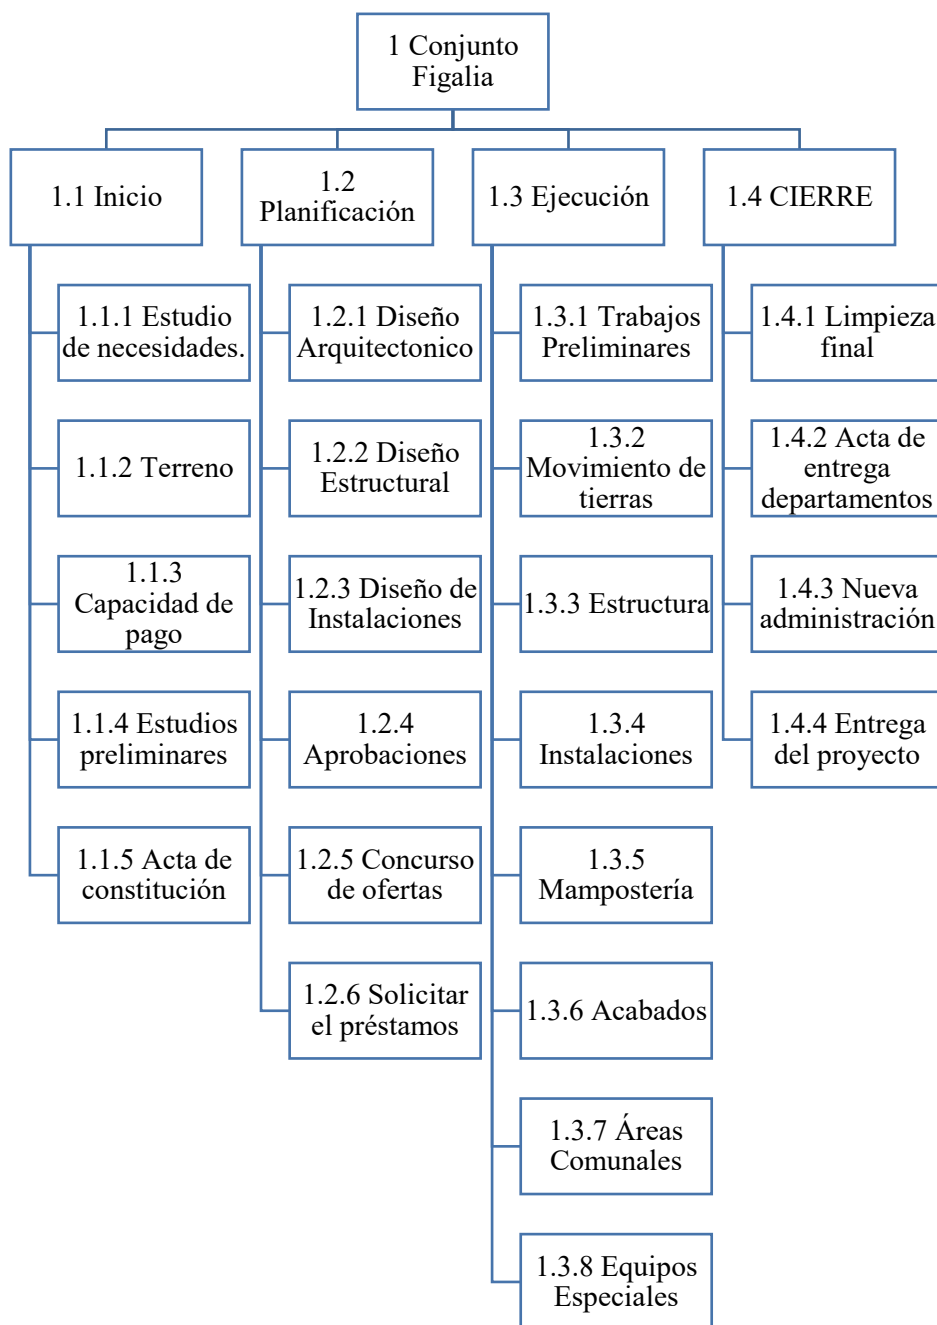 1 Conjunto
Figalia
1.1 Inicio
1.2
Planificación
1.3 Ejecución
1.4 CIERRE
1.1.1 Estudio
de necesidades.
1.1.2 Terreno
1.1.3
Capacidad de
pago
1.1.4 Estudios
preliminares
1.1.5 Acta de
constitución
1.2.1 Diseño
Arquitectonico
1.2.2 Diseño
Estructural
1.2.3 Diseño de
Instalaciones
1.2.4
Aprobaciones
1.2.5 Concurso
de ofertas
1.2.6 Solicitar
el préstamos
1.3.1 Trabajos
Preliminares
1.3.2
Movimiento de
tierras
1.3.3 Estructura
1.3.4
Instalaciones
1.3.5
Mampostería
1.3.6 Acabados
1.3.7 Áreas
Comunales
1.3.8 Equipos
Especiales
1.4.1 Limpieza
final
1.4.2 Acta de
entrega
departamentos
1.4.3 Nueva
administración
1.4.4 Entrega
del proyecto